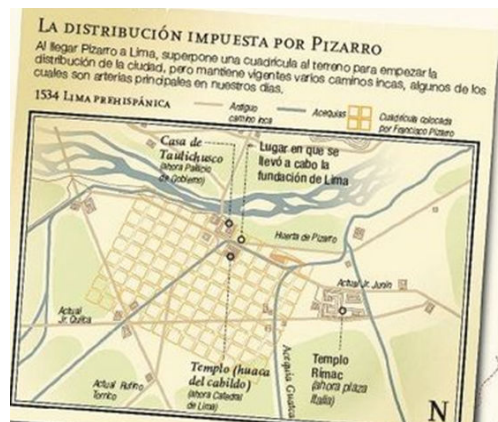 LA DISTRIBUCIÓN IMPUESTA POR PIZARRO
Al llegar Pizarro a Lima, superpone una cuadrícula al terreno para empezar la
distribución de la ciudad, pero mantiene vigentes varios caminos incas, algunos de los
cuales son arterias principales en nuestros días.
1534 LIMA PREHISPÁNICA
Antiguo
camino inca
Acequias
Cuadrícula colocada
por Francisco Pizarro
Casa de
Taulichusco
(ahora Palacio
de Gobierno)
Lugar en que se
llevó a cabo la
fundación de Lima
Huerta de Pizarro
Actual Jr. Junín
Actual
Jr. Quilca
Actual Rufino
Torrico
Templo (huaca
del cabildo)
(ahora Catedral
de Lima)
Acequia Guatca
Templo
Rímac
(ahora plaza
Italia)
N